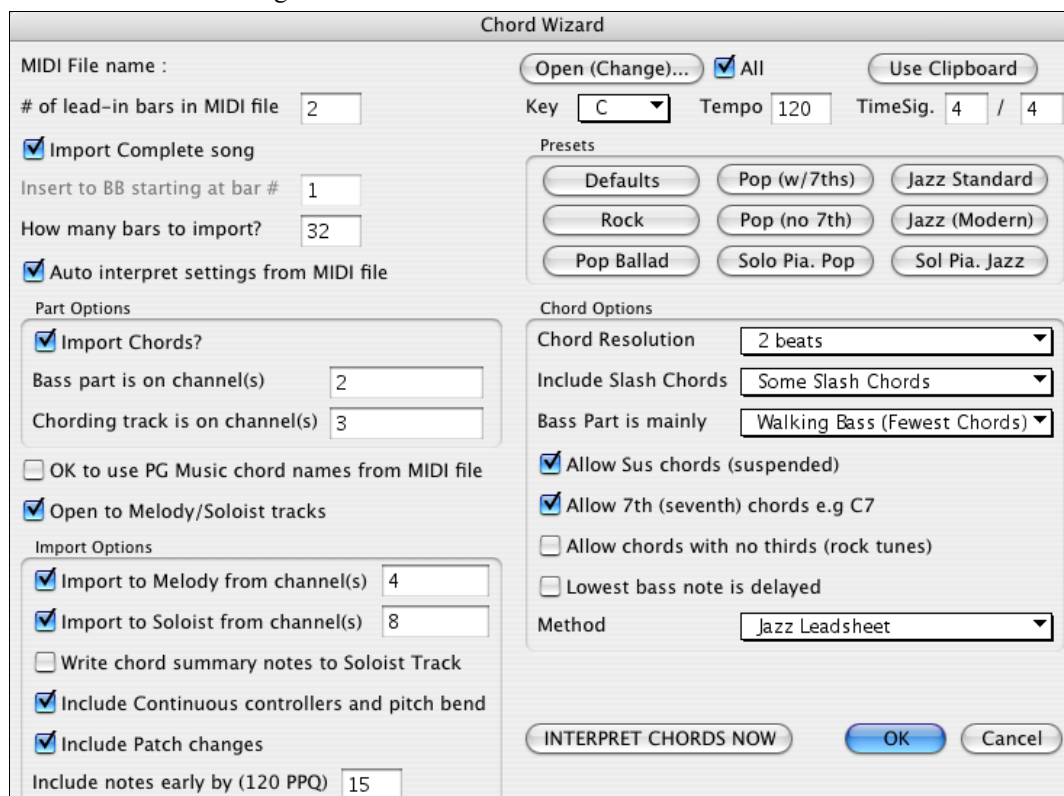 Chord Wizard
MIDI File name :
Open (Change)...
All
Use Clipboard
# of lead-in bars in MIDI file
2
Key
C
Tempo
120
TimeSig.
4
/
4
Import Complete song
Insert to BB starting at bar #
1
How many bars to import?
32
Auto interpret settings from MIDI file
Presets
Defaults
Pop (w/7ths)
Jazz Standard
Rock
Pop (no 7th)
Jazz (Modern)
Pop Ballad
Solo Pia. Pop
Sol Pia. Jazz
Part Options
Import Chords?
Bass part is on channel(s)
2
Chording track is on channel(s)
3
OK to use PG Music chord names from MIDI file
Open to Melody/Soloist tracks
Import Options
Import to Melody from channel(s)
4
Import to Soloist from channel(s)
8
Write chord summary notes to Soloist Track
Include Continuous controllers and pitch bend
Include Patch changes
Include notes early by (120 PPQ)
15
Chord Options
Chord Resolution
2 beats
Include Slash Chords
Some Slash Chords
Bass Part is mainly
Walking Bass (Fewest Chords)
Allow Sus chords (suspended)
Allow 7th (seventh) chords e.g C7
Allow chords with no thirds (rock tunes)
Lowest bass note is delayed
Method
Jazz Leadsheet
INTERPRET CHORDS NOW
OK
Cancel